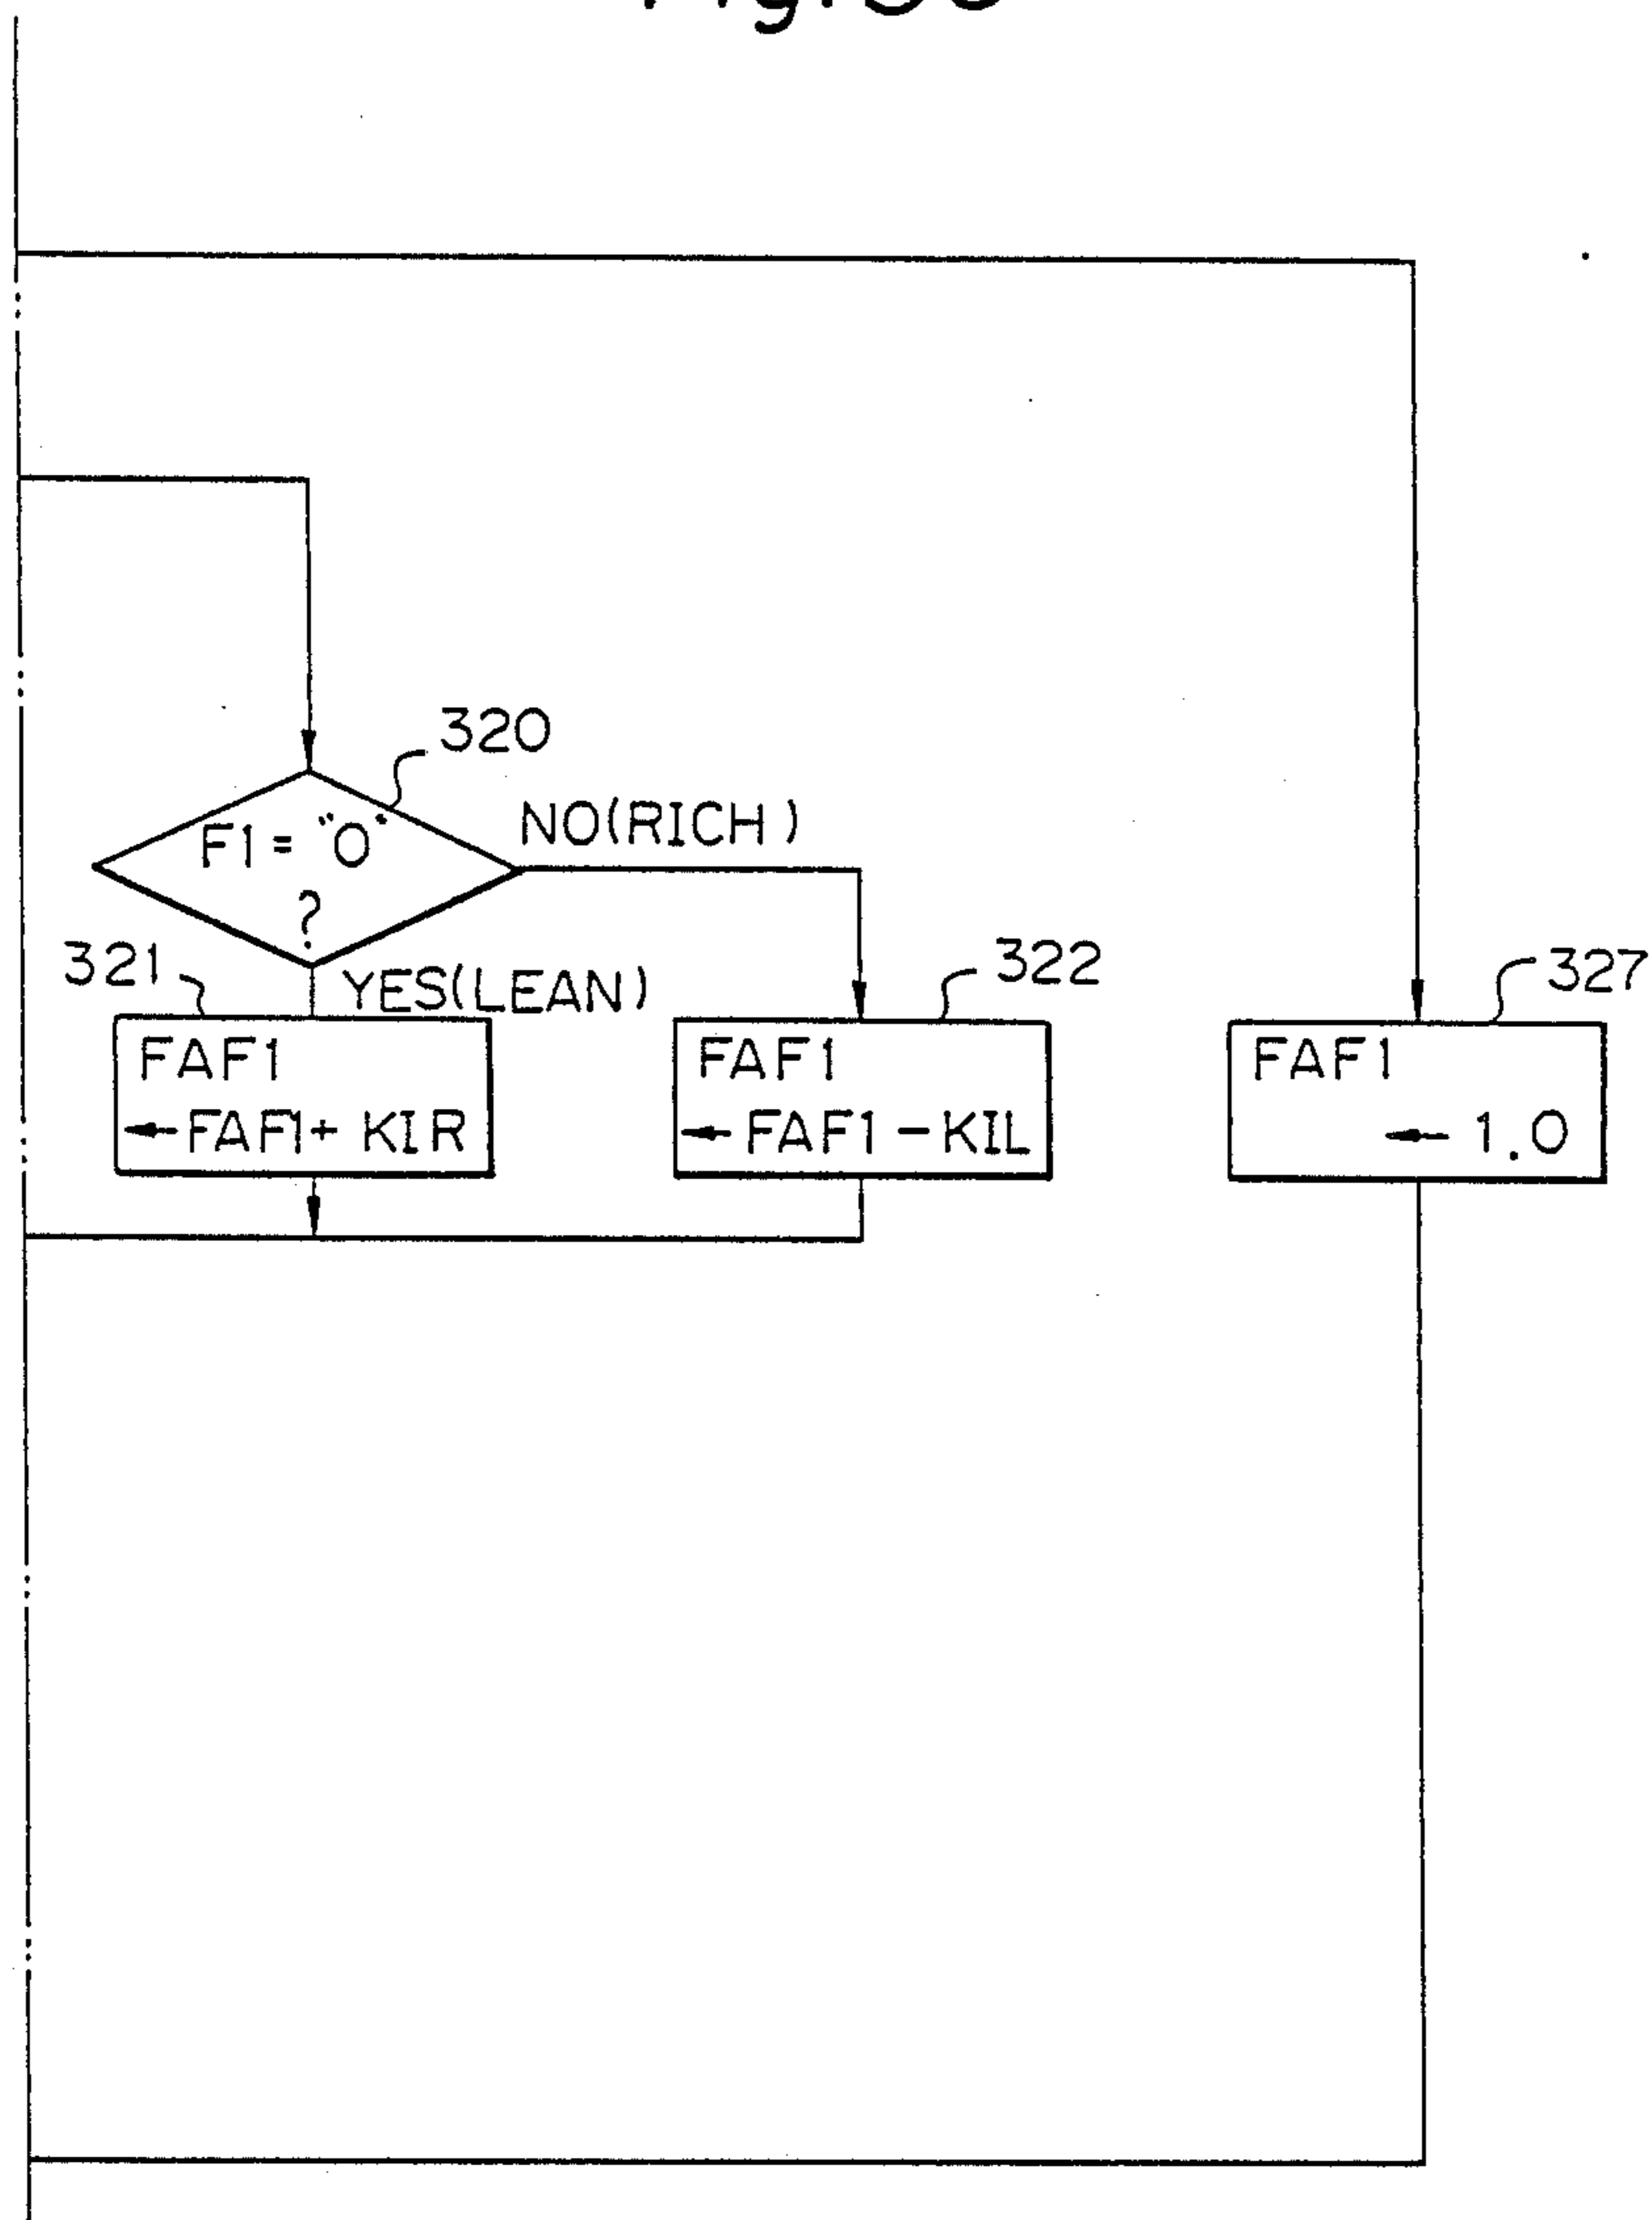 320
F1 = "0"
?
NO(RICH)
321
YES(LEAN)
322
327
FAF1
← FAF1 + KIR
FAF1
← FAF1 − KIL
FAF1
← 1.0